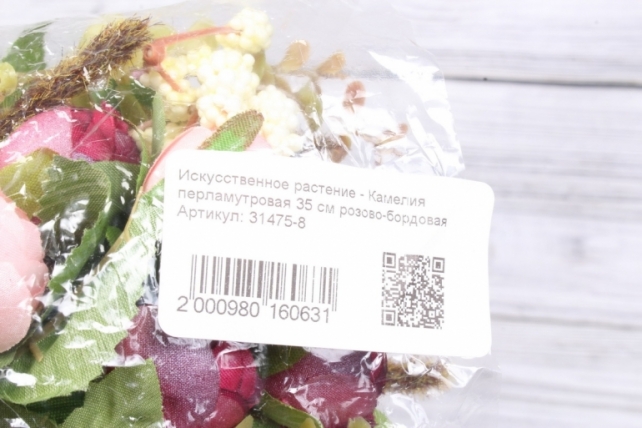 Искусственное растение - Камелия
перламутровая 35 см розово-бордовая
Артикул: 31475-8
2 000980 160631